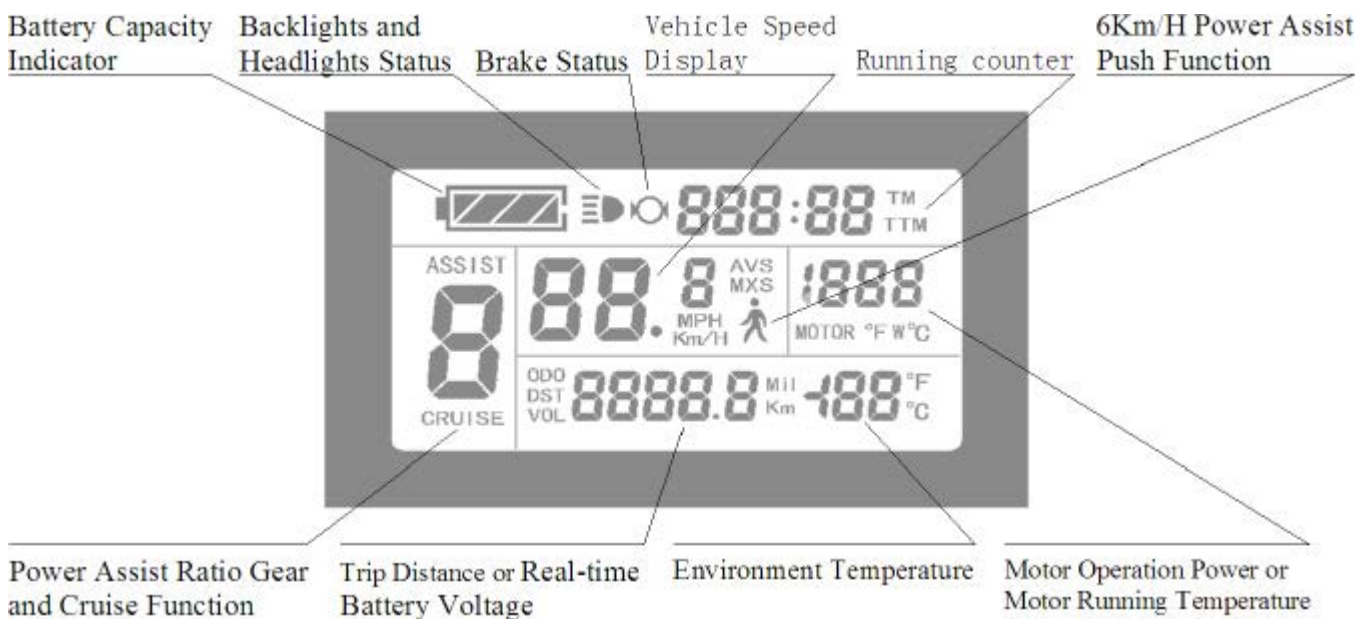 Battery Capacity
Indicator
Backlights and
Headlights Status
Brake Status
Vehicle Speed
Display
Running counter
6Km/H Power Assist
Push Function
888:88 TM
TTM
ASSIST
8
CRUISE
88.8 AVS
MXS
MPH
Km/H
1888
MOTOR °F W°C
ODO
DST
VOL
8888.8 Mil
Km
-188 °F
°C
Power Assist Ratio Gear
and Cruise Function
Trip Distance or Real-time
Battery Voltage
Environment Temperature
Motor Operation Power or
Motor Running Temperature